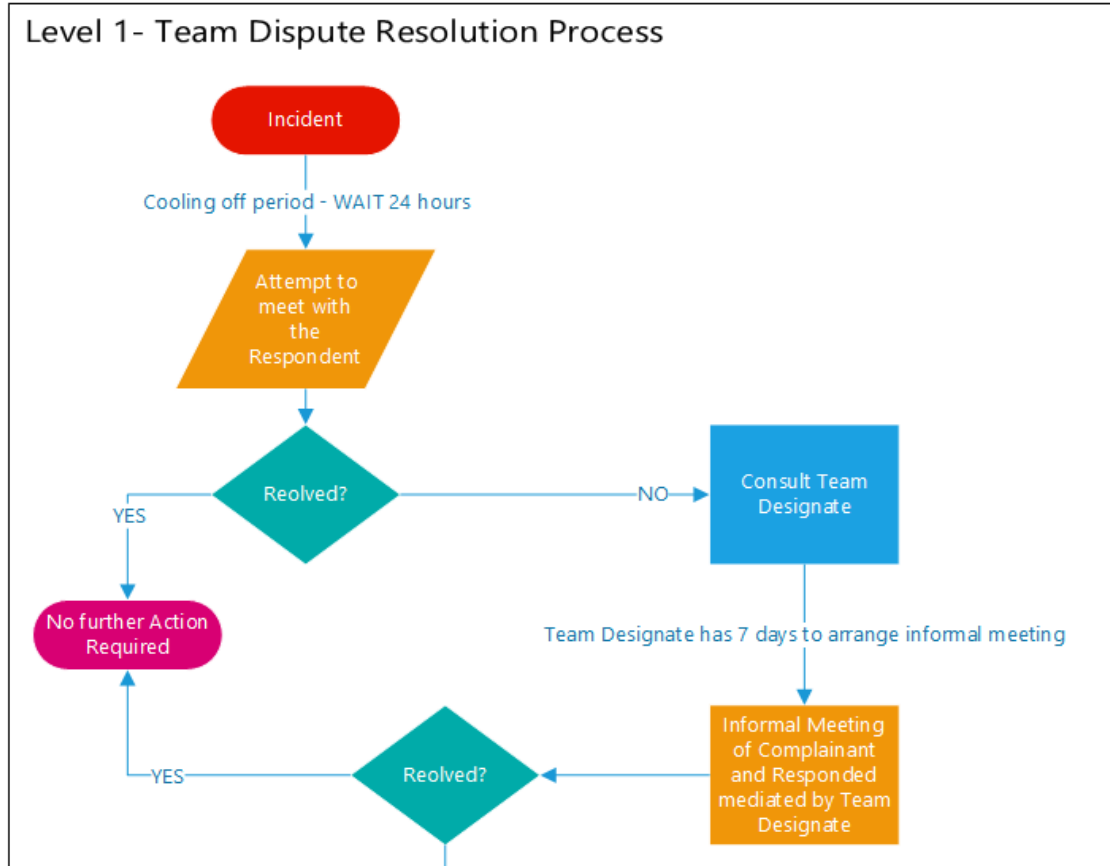 Level 1- Team Dispute Resolution Process
Incident
Cooling off period - WAIT 24 hours
Attempt to
meet with
the
Respondent
Reolved?
NO
Consult Team
Designate
YES
No further Action
Required
Team Designate has 7 days to arrange informal meeting
Informal Meeting
of Complainant
and Responded
mediated by Team
Designate
Reolved?
YES